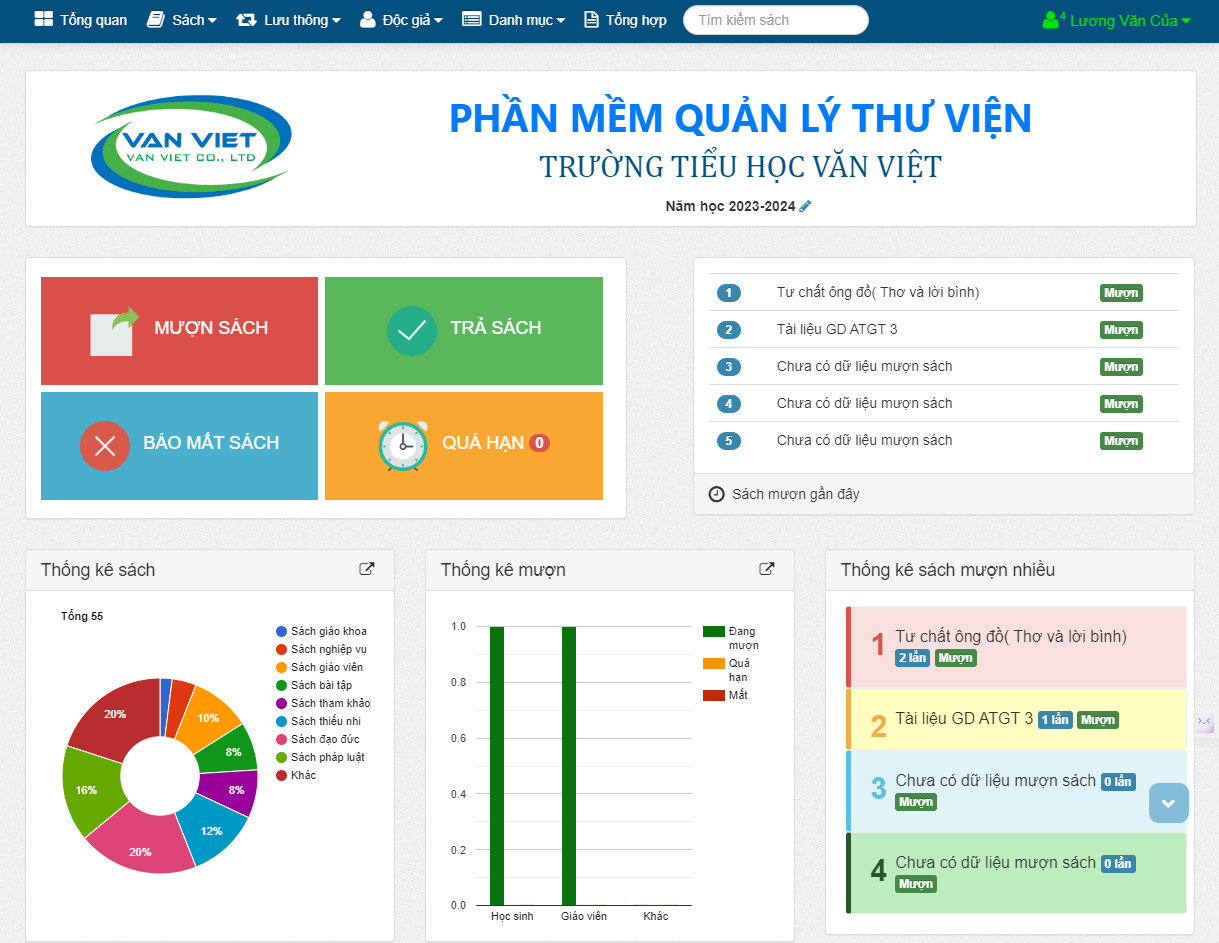 Tổng quan Sách Lưu thông Độc giả Danh mục Tổng hợp Tìm kiếm sách 4 Lương Văn Của
VAN VIET
VAN VIET CO., LTD
PHẦN MỀM QUẢN LÝ THƯ VIỆN
TRƯỜNG TIỂU HỌC VĂN VIỆT
Năm học 2023-2024
MƯỢN SÁCH
TRẢ SÁCH
BÁO MẤT SÁCH
QUÁ HẠN 0
1 Tư chất ông đồ( Thơ và lời bình) Mượn
2 Tài liệu GD ATGT 3 Mượn
3 Chưa có dữ liệu mượn sách Mượn
4 Chưa có dữ liệu mượn sách Mượn
5 Chưa có dữ liệu mượn sách Mượn
Sách mượn gần đây
Thống kê sách
Tổng 55
Sách giáo khoa
Sách nghiệp vụ
Sách giáo viên
Sách bài tập
Sách tham khảo
Sách thiếu nhi
Sách đạo đức
Sách pháp luật
Khác
20%
10%
8%
8%
16%
12%
20%
Thống kê mượn
1.0
0.8
0.6
0.4
0.2
0.0
Học sinh Giáo viên Khác
Đang
mượn
Quá
hạn
Mất
Thống kê sách mượn nhiều
1 Tư chất ông đồ( Thơ và lời bình)
2 lần Mượn
2 Tài liệu GD ATGT 3 1 lần Mượn
3 Chưa có dữ liệu mượn sách 0 lần
Mượn
4 Chưa có dữ liệu mượn sách 0 lần
Mượn